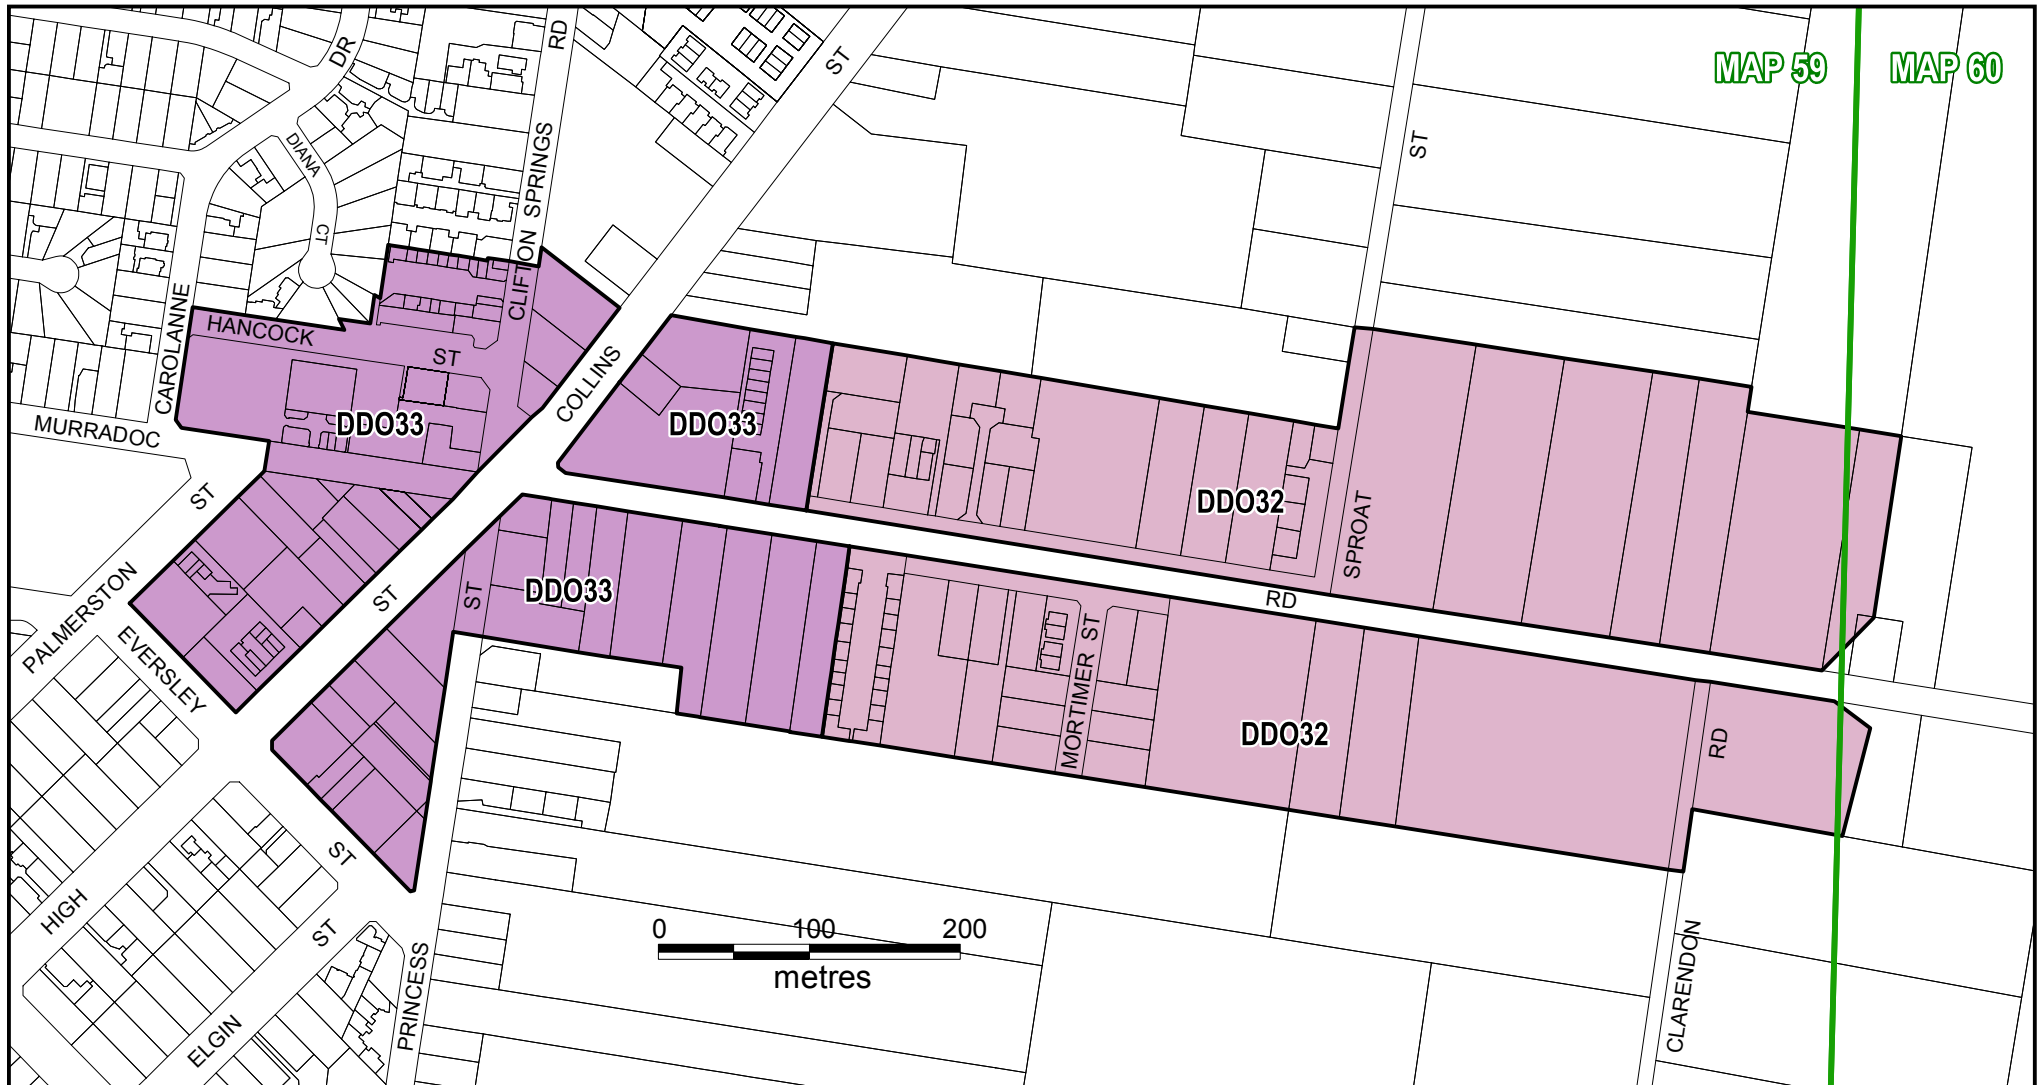 RD
DR
ST
MAP 59
MAP 60
DIANA
CT
CLIFTON SPRINGS
ST
CAROLANNE
HANCOCK
ST
COLLINS
MURRADOC
DDO33
DDO33
DDO32
ST
SPROAT
PALMERSTON
EVERSLEY
ST
ST
DDO33
RD
MORTIMER ST
DDO32
RD
HIGH
ST
ST
ELGIN
PRINCESS
0 100 200
metres
CLARENDON